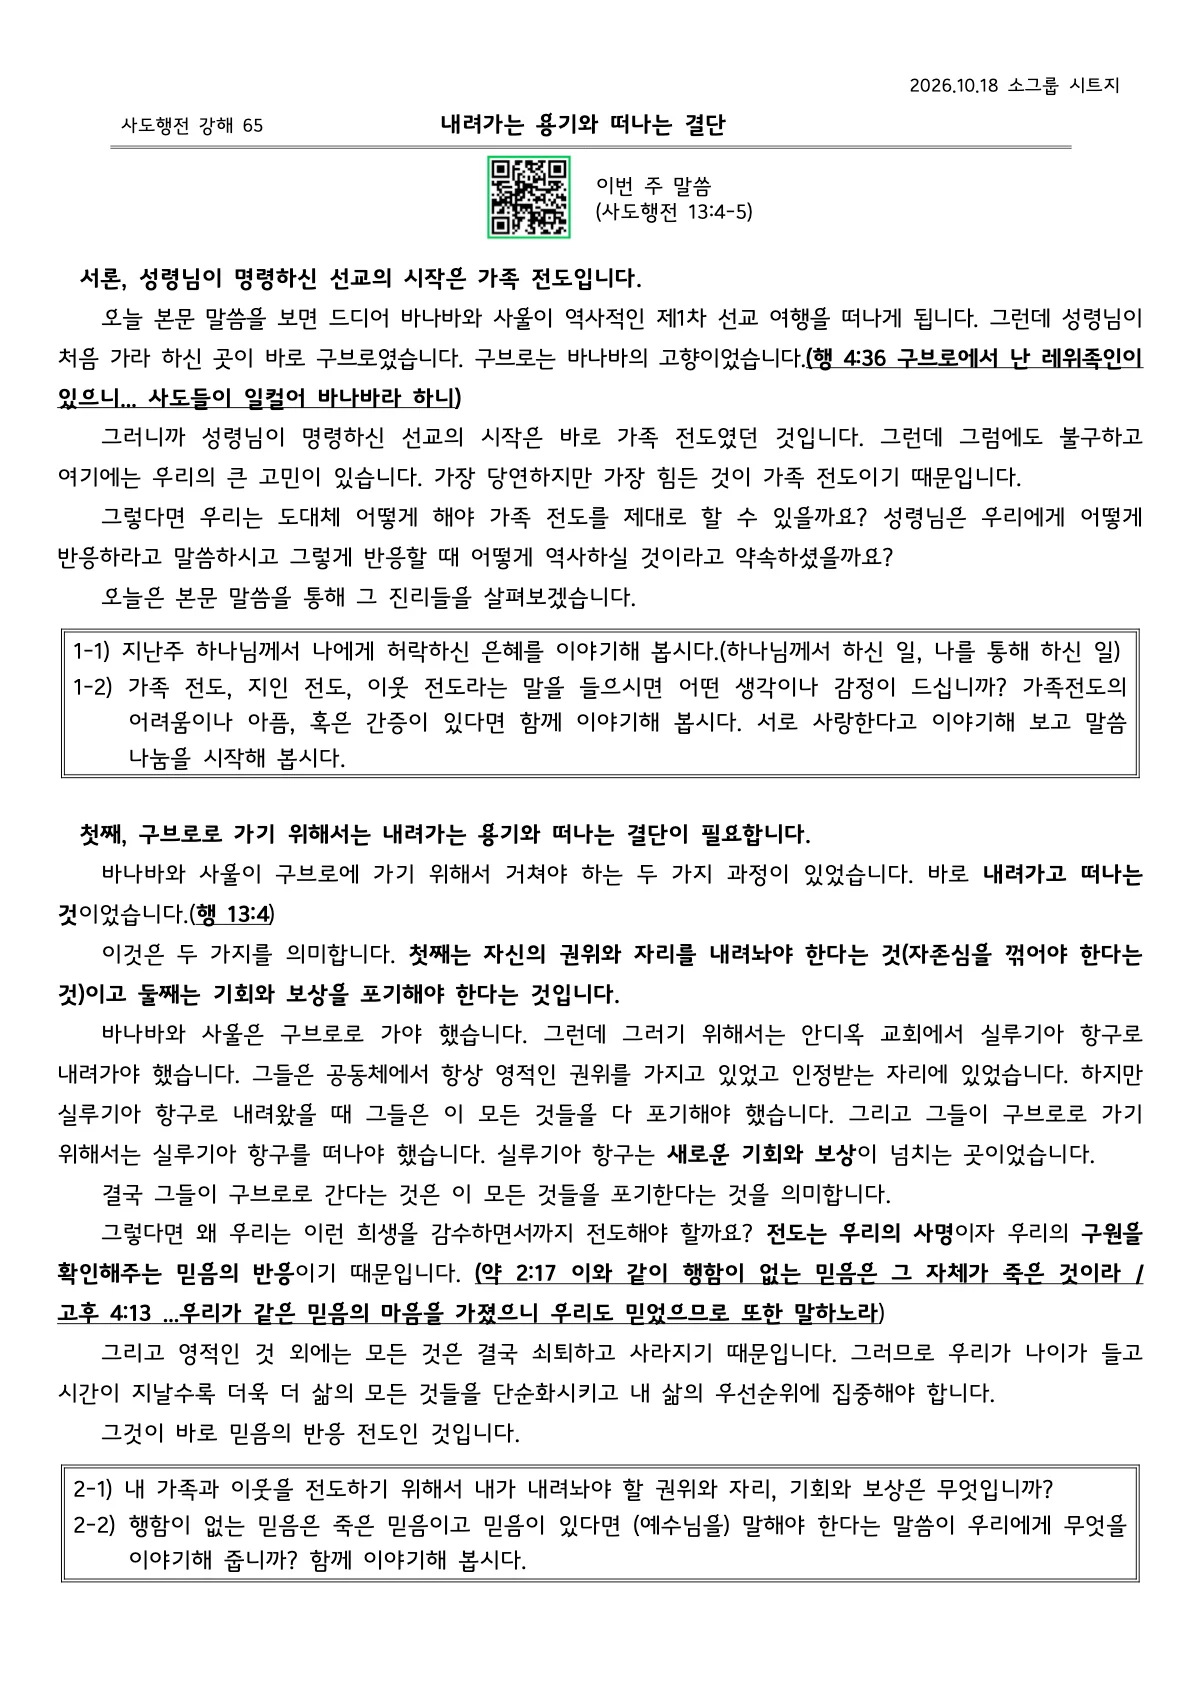 2026.10.18 소그룹 시트지
사도행전 강해 65 내려가는 용기와 떠나는 결단
이번 주 말씀
(사도행전 13:4-5)
서론, 성령님이 명령하신 선교의 시작은 가족 전도입니다.
오늘 본문 말씀을 보면 드디어 바나바와 사울이 역사적인 제1차 선교 여행을 떠나게 됩니다. 그런데 성령님이
처음 가라 하신 곳이 바로 구브로였습니다. 구브로는 바나바의 고향이었습니다.(행 4:36 구브로에서 난 레위족인이
있으니... 사도들이 일컬어 바나바라 하니)
그러니까 성령님이 명령하신 선교의 시작은 바로 가족 전도였던 것입니다. 그런데 그럼에도 불구하고
여기에는 우리의 큰 고민이 있습니다. 가장 당연하지만 가장 힘든 것이 가족 전도이기 때문입니다.
그렇다면 우리는 도대체 어떻게 해야 가족 전도를 제대로 할 수 있을까요? 성령님은 우리에게 어떻게
반응하라고 말씀하시고 그렇게 반응할 때 어떻게 역사하실 것이라고 약속하셨을까요?
오늘은 본문 말씀을 통해 그 진리들을 살펴보겠습니다.
1-1) 지난주 하나님께서 나에게 허락하신 은혜를 이야기해 봅시다.(하나님께서 하신 일, 나를 통해 하신 일)
1-2) 가족 전도, 지인 전도, 이웃 전도라는 말을 들으시면 어떤 생각이나 감정이 드십니까? 가족전도의
어려움이나 아픔, 혹은 간증이 있다면 함께 이야기해 봅시다. 서로 사랑한다고 이야기해 보고 말씀
나눔을 시작해 봅시다.
첫째, 구브로로 가기 위해서는 내려가는 용기와 떠나는 결단이 필요합니다.
바나바와 사울이 구브로에 가기 위해서 거쳐야 하는 두 가지 과정이 있었습니다. 바로 내려가고 떠나는
것이었습니다.(행 13:4)
이것은 두 가지를 의미합니다. 첫째는 자신의 권위와 자리를 내려놔야 한다는 것(자존심을 꺾어야 한다는
것)이고 둘째는 기회와 보상을 포기해야 한다는 것입니다.
바나바와 사울은 구브로로 가야 했습니다. 그런데 그러기 위해서는 안디옥 교회에서 실루기아 항구로
내려가야 했습니다. 그들은 공동체에서 항상 영적인 권위를 가지고 있었고 인정받는 자리에 있었습니다. 하지만
실루기아 항구로 내려왔을 때 그들은 이 모든 것들을 다 포기해야 했습니다. 그리고 그들이 구브로로 가기
위해서는 실루기아 항구를 떠나야 했습니다. 실루기아 항구는 새로운 기회와 보상이 넘치는 곳이었습니다.
결국 그들이 구브로로 간다는 것은 이 모든 것들을 포기한다는 것을 의미합니다.
그렇다면 왜 우리는 이런 희생을 감수하면서까지 전도해야 할까요? 전도는 우리의 사명이자 우리의 구원을
확인해주는 믿음의 반응이기 때문입니다. (약 2:17 이와 같이 행함이 없는 믿음은 그 자체가 죽은 것이라 /
고후 4:13 ...우리가 같은 믿음의 마음을 가졌으니 우리도 믿었으므로 또한 말하노라)
그리고 영적인 것 외에는 모든 것은 결국 쇠퇴하고 사라지기 때문입니다. 그러므로 우리가 나이가 들고
시간이 지날수록 더욱 더 삶의 모든 것들을 단순화시키고 내 삶의 우선순위에 집중해야 합니다.
그것이 바로 믿음의 반응 전도인 것입니다.
2-1) 내 가족과 이웃을 전도하기 위해서 내가 내려놔야 할 권위와 자리, 기회와 보상은 무엇입니까?
2-2) 행함이 없는 믿음은 죽은 믿음이고 믿음이 있다면 (예수님을) 말해야 한다는 말씀이 우리에게 무엇을
이야기해 줍니까? 함께 이야기해 봅시다.